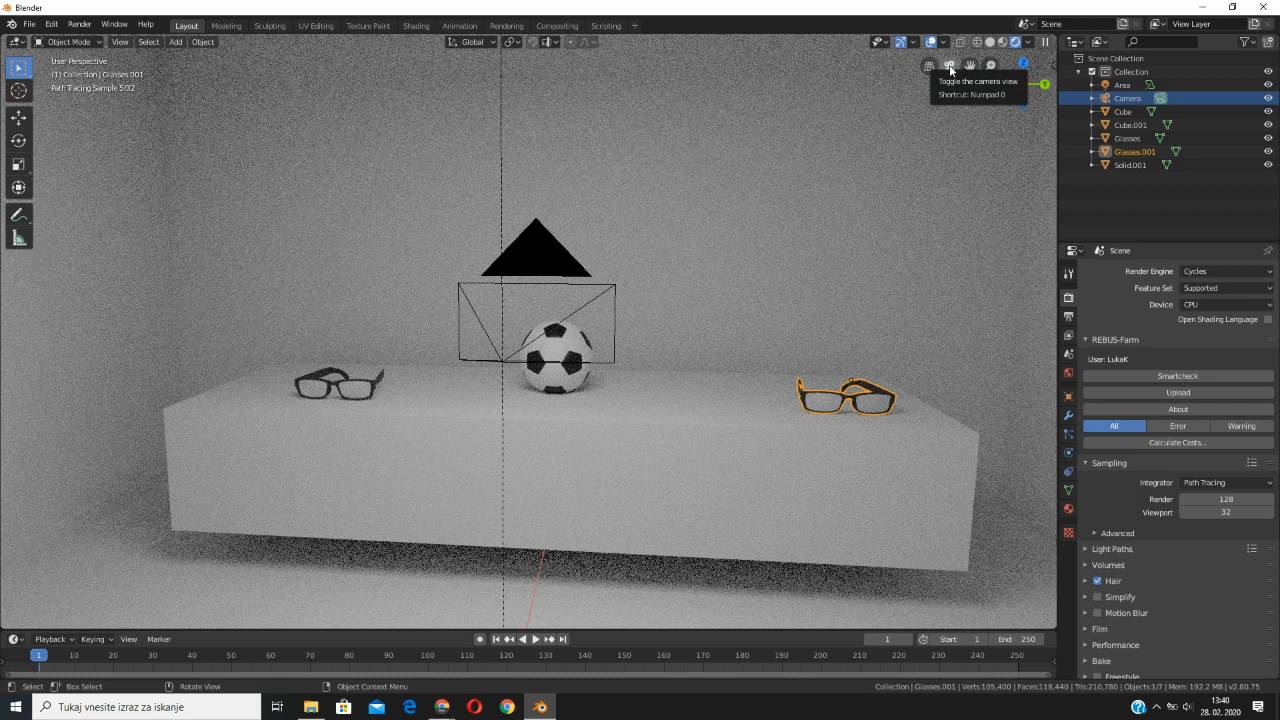 Blender
File Edit Render Window Help
Layout Modeling Sculpting UV Editing Texture Paint Shading Animation Rendering Compositing Scripting +
Scene
View Layer
Object Mode View Select Add Object
Global
User Perspective
(1) Collection | Glasses.001
Path Tracing Sample 5/32
Z
Y
Toggle the camera view
Shortcut: Numpad 0
Scene Collection
Collection
Area
Camera
Cube
Cube.001
Glasses
Glasses.001
Solid.001
Scene
Render Engine Cycles
Feature Set Supported
Device CPU
Open Shading Language
REBUS-Farm
User: LukaK
Smartcheck
Upload
About
All Error Warning
Calculate Costs...
Sampling
Integrator Path Tracing
Render 128
Viewport 32
Advanced
Light Paths
Volumes
Hair
Simplify
Motion Blur
Film
Performance
Bake
Freestyle
Playback Keying View Marker
1 Start: 1 End: 250
1 10 20 30 40 50 60 70 80 90 100 110 120 130 140 150 160 170 180 190 200 210 220 230 240 250
Select Box Select Rotate View Object Context Menu
Collection | Glasses.001 | Verts:105,400 | Faces:118,440 | Tris:210,780 | Objects:1/7 | Mem: 192.2 MB | v2.80.75
Tukaj vnesite izraz za iskanje
13:40
28. 02. 2020